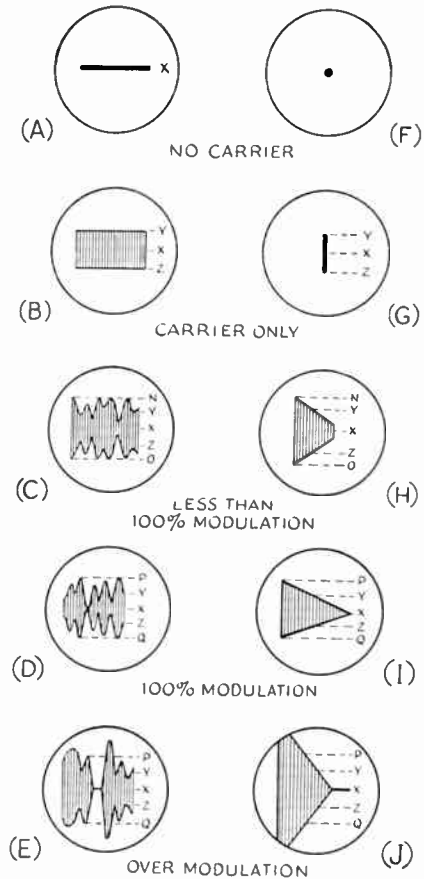 X
(A)
(F)
NO CARRIER
Y
X
Z
Y
X
Z
(B)
(G)
CARRIER ONLY
N
Y
X
Z
O
N
Y
X
Z
O
(C)
(H)
LESS THAN
100% MODULATION
P
Y
X
Z
Q
P
Y
X
Z
Q
(D)
(I)
100% MODULATION
P
Y
X
Z
Q
P
Y
X
Z
Q
(E)
(J)
OVER MODULATION